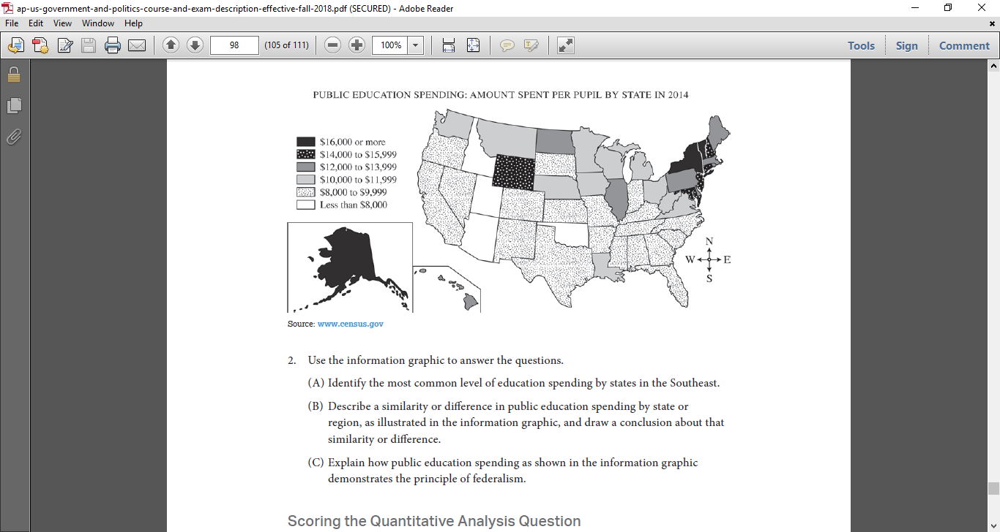 ap-us-government-and-politics-course-and-exam-description-effective-fall-2018.pdf (SECURED) - Adobe Reader
File Edit View Window Help
98 (105 of 111) 100% Tools Sign Comment
PUBLIC EDUCATION SPENDING: AMOUNT SPENT PER PUPIL BY STATE IN 2014
$16,000 or more
$14,000 to $15,999
$12,000 to $13,999
$10,000 to $11,999
$8,000 to $9,999
Less than $8,000
N
W E
S
Source: www.census.gov
2. Use the information graphic to answer the questions.
(A) Identify the most common level of education spending by states in the Southeast.
(B) Describe a similarity or difference in public education spending by state or
region, as illustrated in the information graphic, and draw a conclusion about that
similarity or difference.
(C) Explain how public education spending as shown in the information graphic
demonstrates the principle of federalism.
Scoring the Quantitative Analysis Question